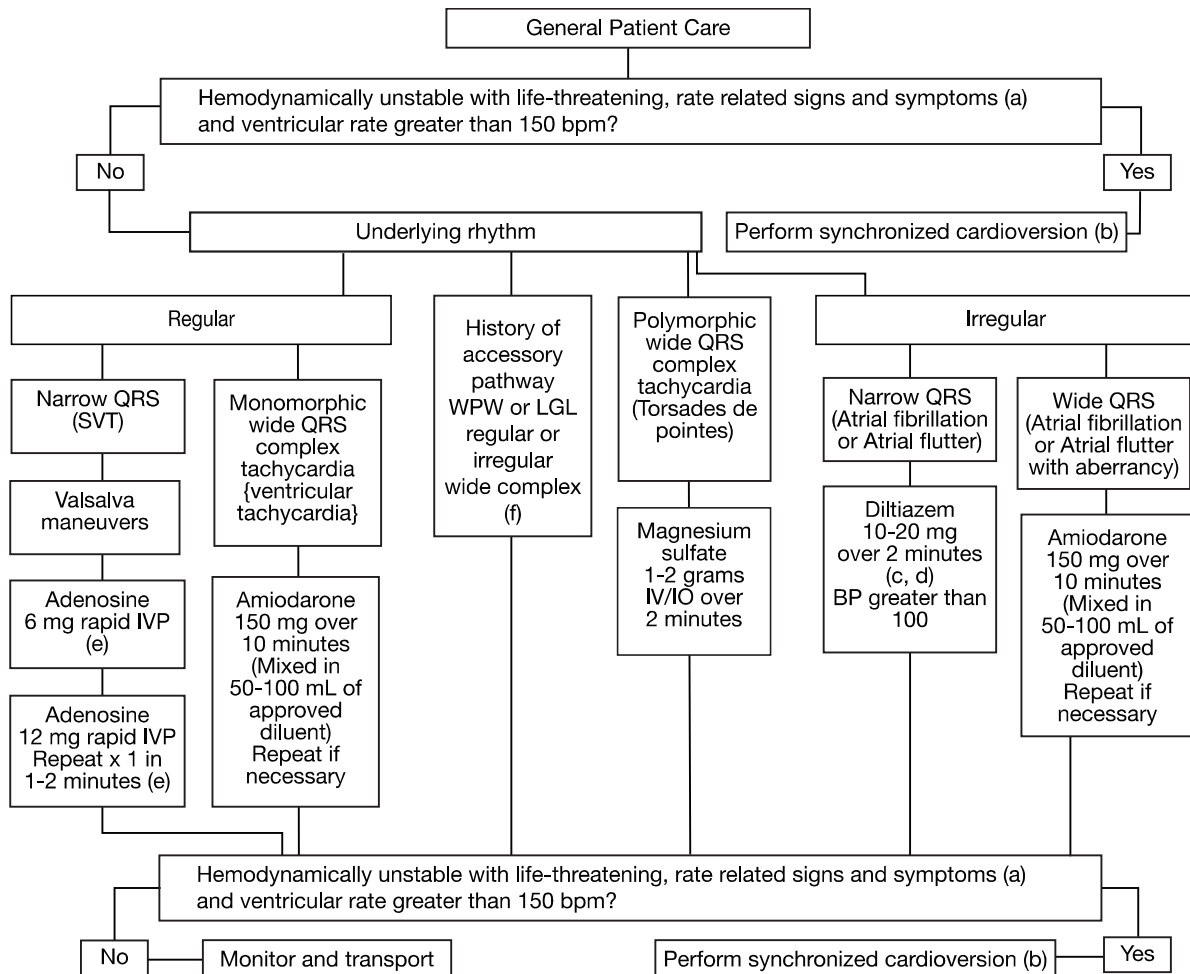 General Patient Care
Hemodynamically unstable with life-threatening, rate related signs and symptoms (a)
and ventricular rate greater than 150 bpm?
No
Yes
Underlying rhythm
Perform synchronized cardioversion (b)
Regular
Narrow QRS
(SVT)
Valsalva
maneuvers
Adenosine
6 mg rapid IVP
(e)
Adenosine
12 mg rapid IVP
Repeat x 1 in
1-2 minutes (e)
Monomorphic
wide QRS
complex
tachycardia
{ventricular
tachycardia}
Amiodarone
150 mg over
10 minutes
(Mixed in
50-100 mL of
approved
diluent)
Repeat if
necessary
History of
accessory
pathway
WPW or LGL
regular or
irregular
wide complex
(f)
Polymorphic
wide QRS
complex
tachycardia
(Torsades de
pointes)
Magnesium
sulfate
1-2 grams
IV/IO over
2 minutes
Irregular
Narrow QRS
(Atrial fibrillation
or Atrial flutter)
Diltiazem
10-20 mg
over 2 minutes
(c, d)
BP greater than
100
Wide QRS
(Atrial fibrillation
or Atrial flutter
with aberrancy)
Amiodarone
150 mg over
10 minutes
(Mixed in
50-100 mL of
approved
diluent)
Repeat if
necessary
Hemodynamically unstable with life-threatening, rate related signs and symptoms (a)
and ventricular rate greater than 150 bpm?
No
Monitor and transport
Perform synchronized cardioversion (b)
Yes